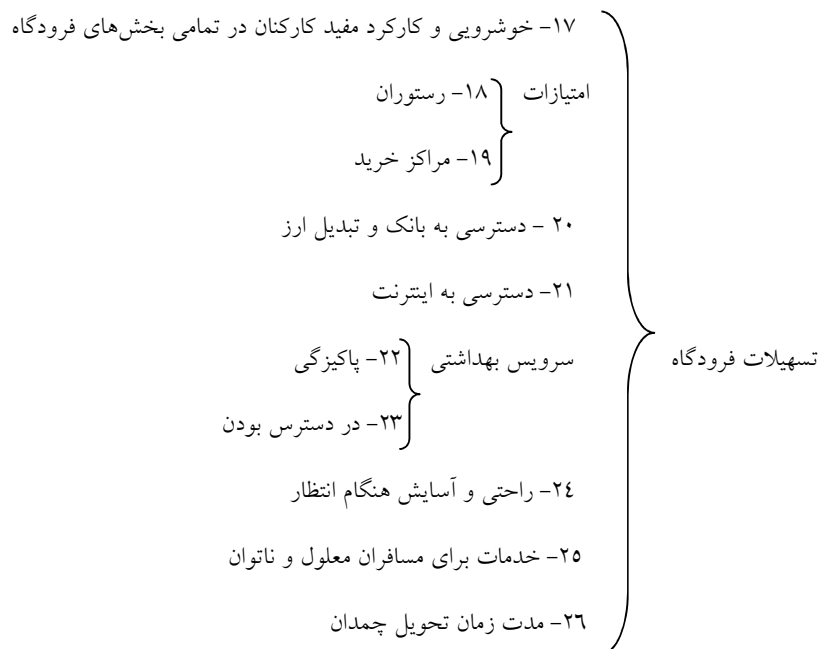 ۱۷- خوشرویی و کارکرد مفید کارکنان در تمامی بخش‌های فرودگاه
امتیازات
۱۸- رستوران
۱۹- مراکز خرید
۲۰ - دسترسی به بانک و تبدیل ارز
۲۱- دسترسی به اینترنت
تسهیلات فرودگاه
سرویس بهداشتی
۲۲- پاکیزگی
۲۳- در دسترس بودن
۲٤- راحتی و آسایش هنگام انتظار
۲٥- خدمات برای مسافران معلول و ناتوان
۲٦- مدت زمان تحویل چمدان